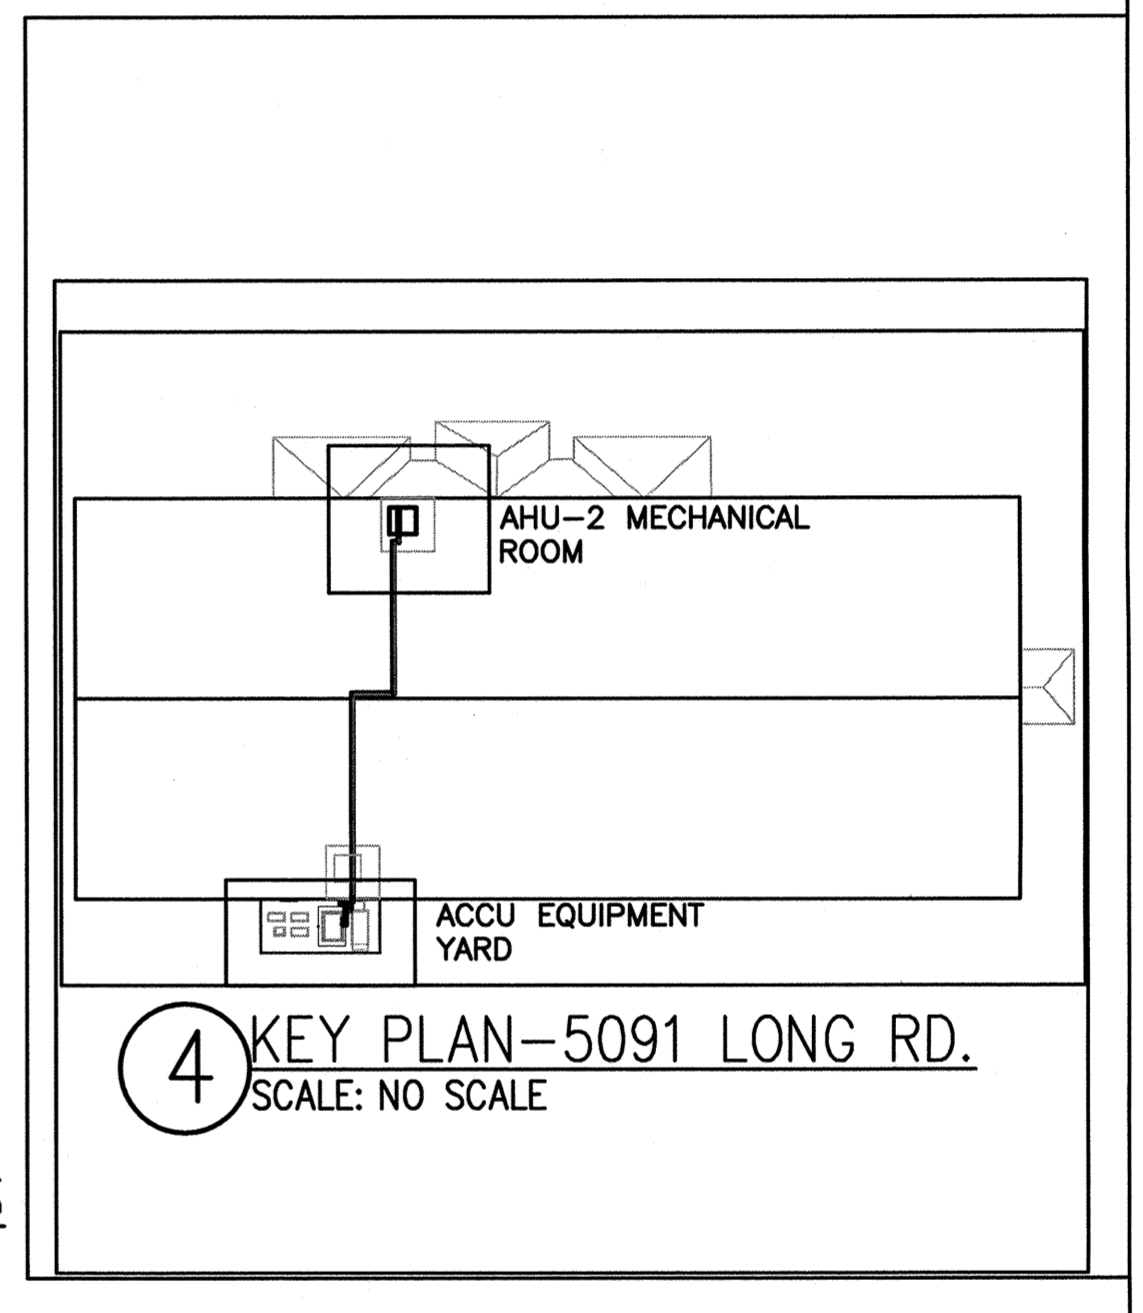 AHU-2 MECHANICAL
ROOM
ACCU EQUIPMENT
YARD
4
KEY PLAN-5091 LONG RD.
SCALE: NO SCALE